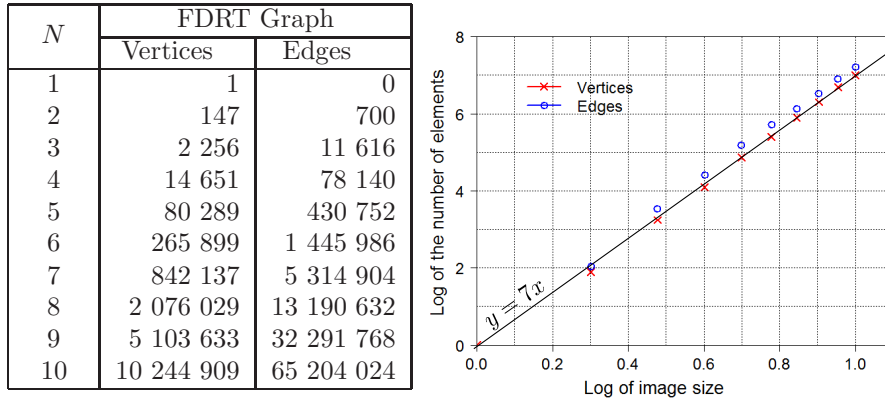 N FDRT Graph
Vertices Edges
1 1 0
2 147 700
3 2 256 11 616
4 14 651 78 140
5 80 289 430 752
6 265 899 1 445 986
7 842 137 5 314 904
8 2 076 029 13 190 632
9 5 103 633 32 291 768
10 10 244 909 65 204 024
Log of the number of elements
8
6
4
2
0
Vertices
Edges
y = 7x
0.0 0.2 0.4 0.6 0.8 1.0
Log of image size